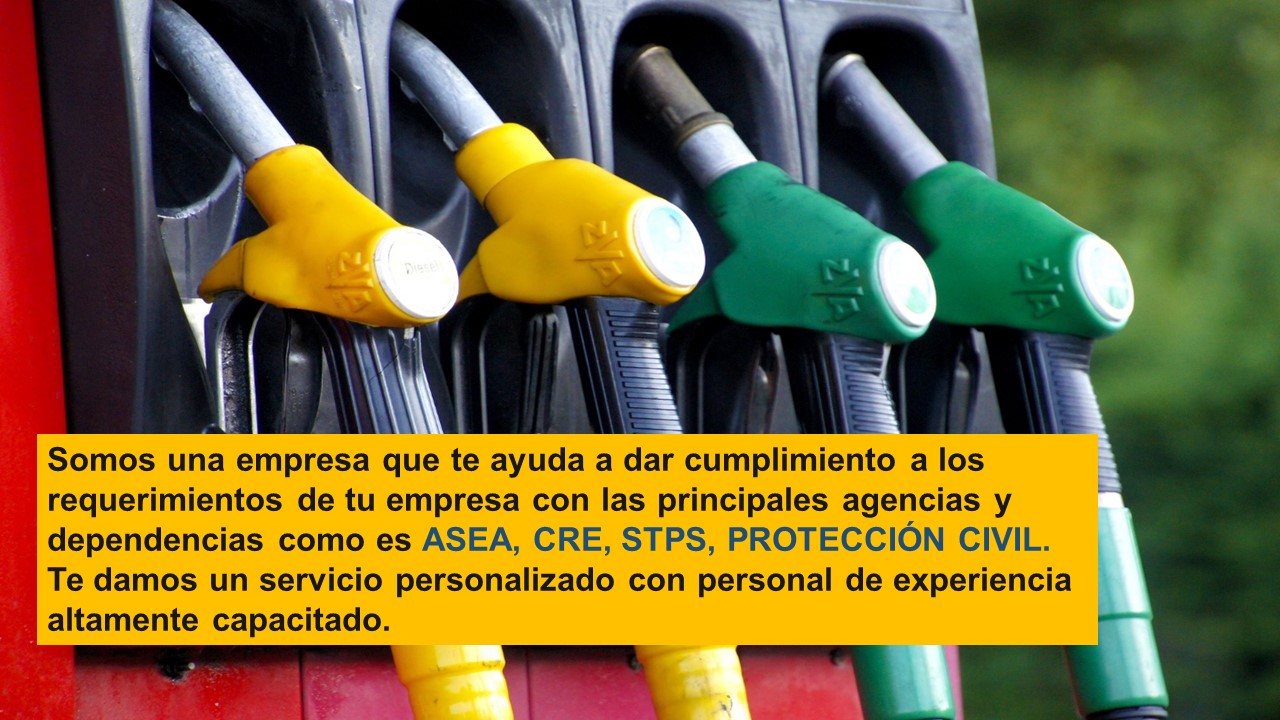 Diesel
Somos una empresa que te ayuda a dar cumplimiento a los
requerimientos de tu empresa con las principales agencias y
dependencias como es ASEA, CRE, STPS, PROTECCIÓN CIVIL.
Te damos un servicio personalizado con personal de experiencia
altamente capacitado.